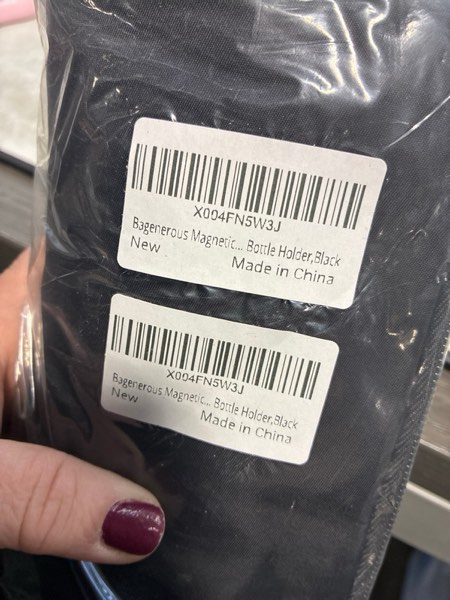 X004FN5W3J
Bagenerous Magnetic... Bottle Holder,Black
New
Made in China
X004FN5W3J
Bagenerous Magnetic... Bottle Holder,Black
New
Made in China